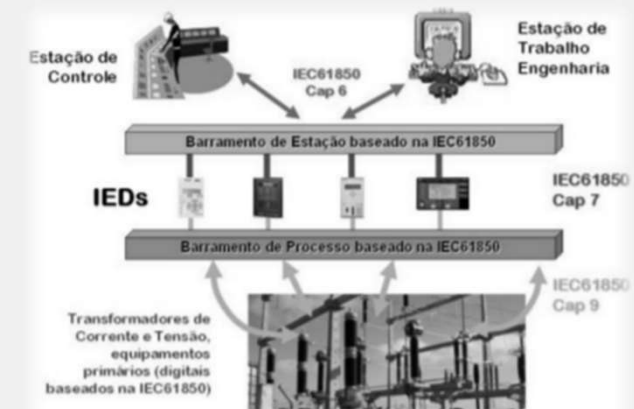 Estação de
Controle
IEC61850
Cap 6
Estação de
Trabalho
Engenharia
Barramento de Estação baseado na IEC61850
IEDs
IEC61850
Cap 7
Barramento de Processo baseado na IEC61850
IEC61850
Cap 9
Transformadores de
Corrente e Tensão,
equipamentos
primários (digitais
baseados na IEC61850)